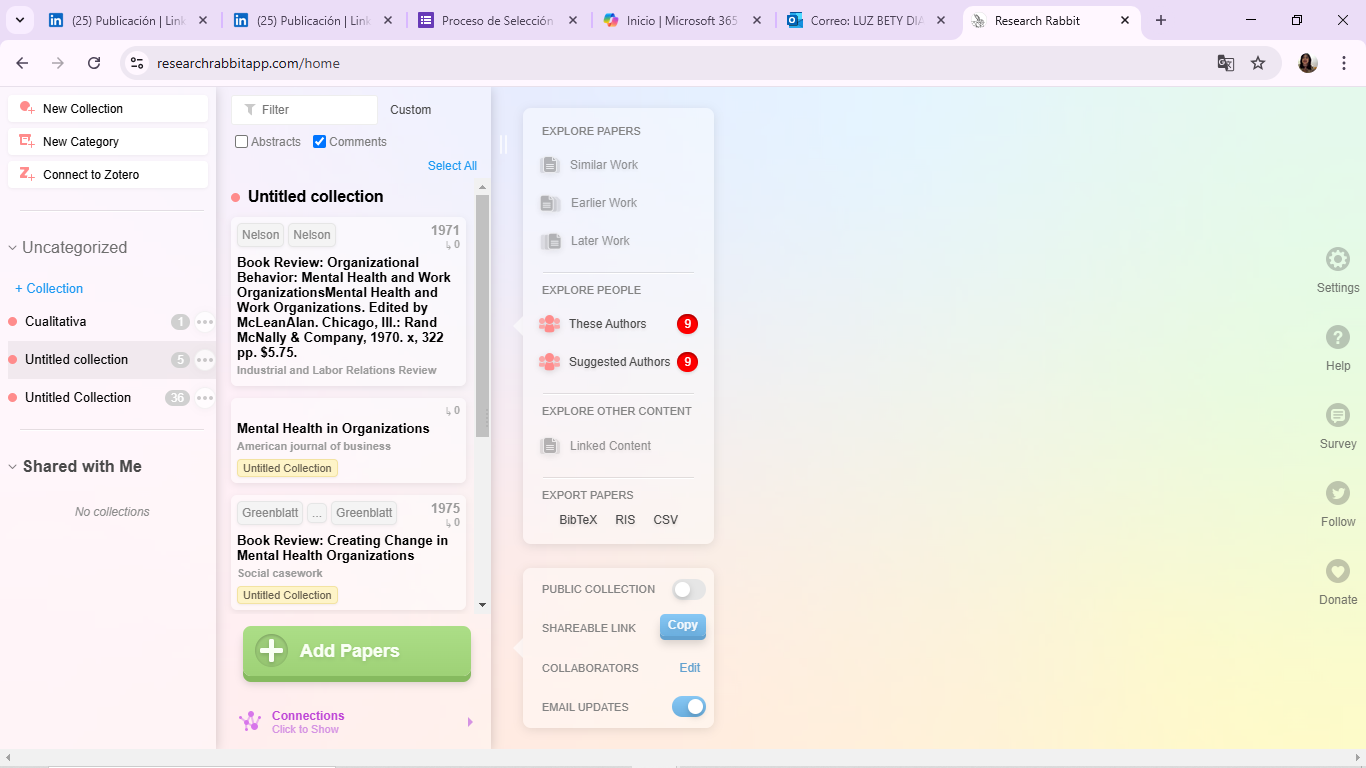 (25) Publicación | Link
(25) Publicación | Link
Proceso de Selección
Inicio | Microsoft 365
Correo: LUZ BETY DIA
Research Rabbit
researchrabbitapp.com/home
New Collection
New Category
Connect to Zotero
Uncategorized
+ Collection
Cualitativa 1
Untitled collection 5
Untitled Collection 36
Shared with Me
No collections
Filter
Custom
Abstracts
Comments
Select All
Untitled collection
Nelson Nelson 1971
0
Book Review: Organizational
Behavior: Mental Health and Work
OrganizationsMental Health and
Work Organizations. Edited by
McLeanAlan. Chicago, Ill.: Rand
McNally & Company, 1970. x, 322
pp. $5.75.
Industrial and Labor Relations Review
0
Mental Health in Organizations
American journal of business
Untitled Collection
Greenblatt ... Greenblatt 1975
0
Book Review: Creating Change in
Mental Health Organizations
Social casework
Untitled Collection
Add Papers
Connections
Click to Show
EXPLORE PAPERS
Similar Work
Earlier Work
Later Work
EXPLORE PEOPLE
These Authors 9
Suggested Authors 9
EXPLORE OTHER CONTENT
Linked Content
EXPORT PAPERS
BibTeX RIS CSV
PUBLIC COLLECTION
SHAREABLE LINK Copy
COLLABORATORS Edit
EMAIL UPDATES
Settings
Help
Survey
Follow
Donate